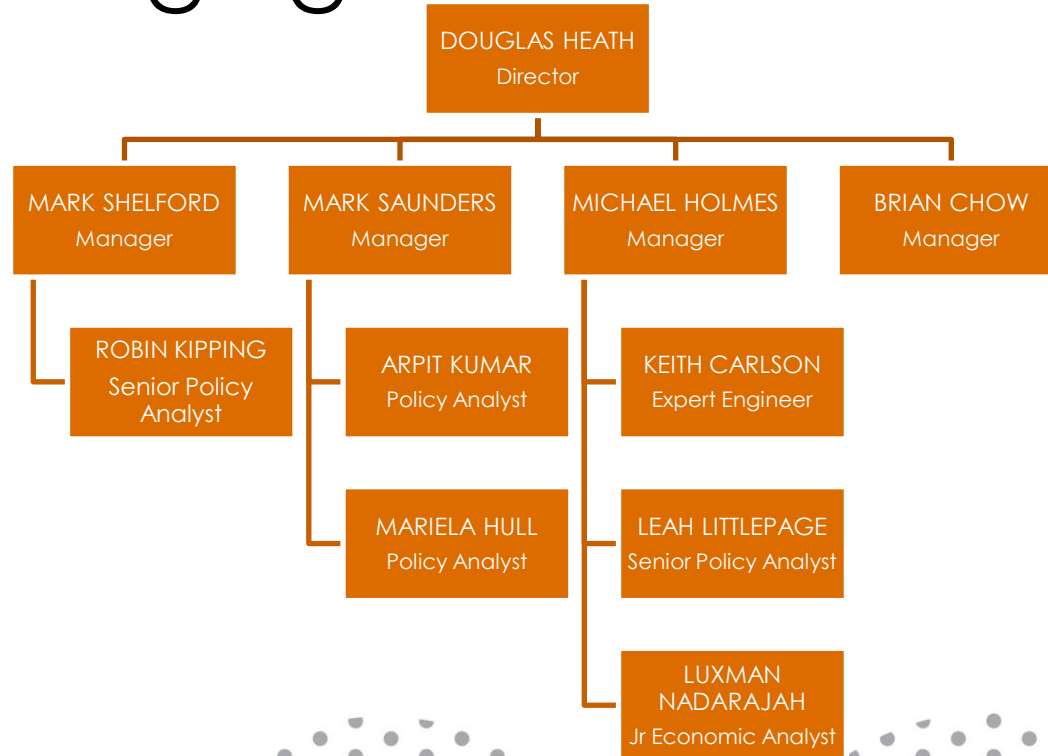 DOUGLAS HEATH
Director
MARK SHELFORD
Manager
MARK SAUNDERS
Manager
MICHAEL HOLMES
Manager
BRIAN CHOW
Manager
ROBIN KIPPING
Senior Policy
Analyst
ARPIT KUMAR
Policy Analyst
KEITH CARLSON
Expert Engineer
MARIELA HULL
Policy Analyst
LEAH LITTLEPAGE
Senior Policy Analyst
LUXMAN
NADARAJAH
Jr Economic Analyst